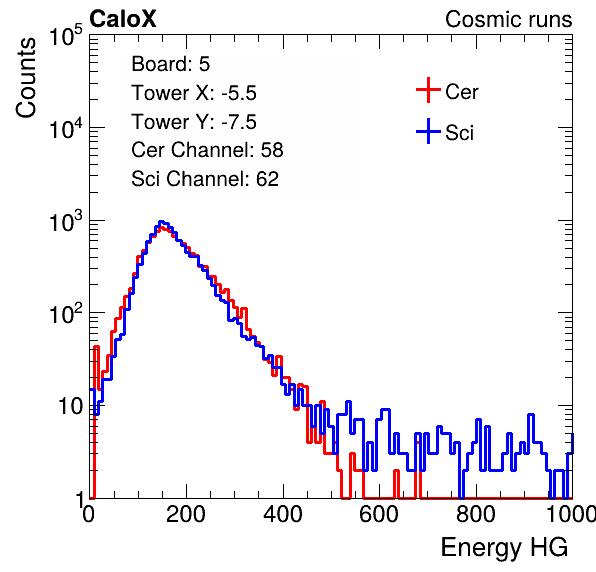 CaloX
Cosmic runs
Counts
10^5
10^4
10^3
10^2
10
1
Board: 5
Tower X: -5.5
Tower Y: -7.5
Cer Channel: 58
Sci Channel: 62
Cer
Sci
0 200 400 600 800 1000
Energy HG